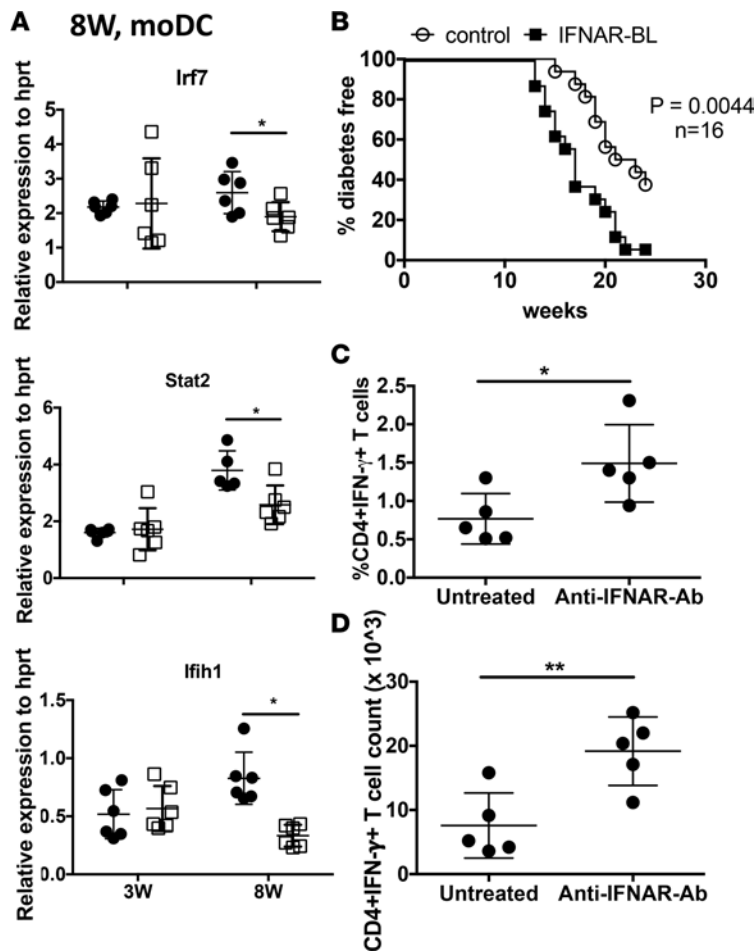 A 8W, moDC
Irf7
Relative expression to hprt
5
4
3
2
1
0
*
Stat2
Relative expression to hprt
6
4
2
0
*
Ifih1
Relative expression to hprt
1.5
1.0
0.5
0.0
*
3W 8W
B
control IFNAR-BL
% diabetes free
100
80
60
40
20
0
P = 0.0044
n=16
0 10 20 30
weeks
C
%CD4+IFN-γ+ T cells
2.5
2.0
1.5
1.0
0.5
0.0
*
Untreated Anti-IFNAR-Ab
D
CD4+IFN-γ+ T cell count (x 10^3)
30
20
10
0
**
Untreated Anti-IFNAR-Ab